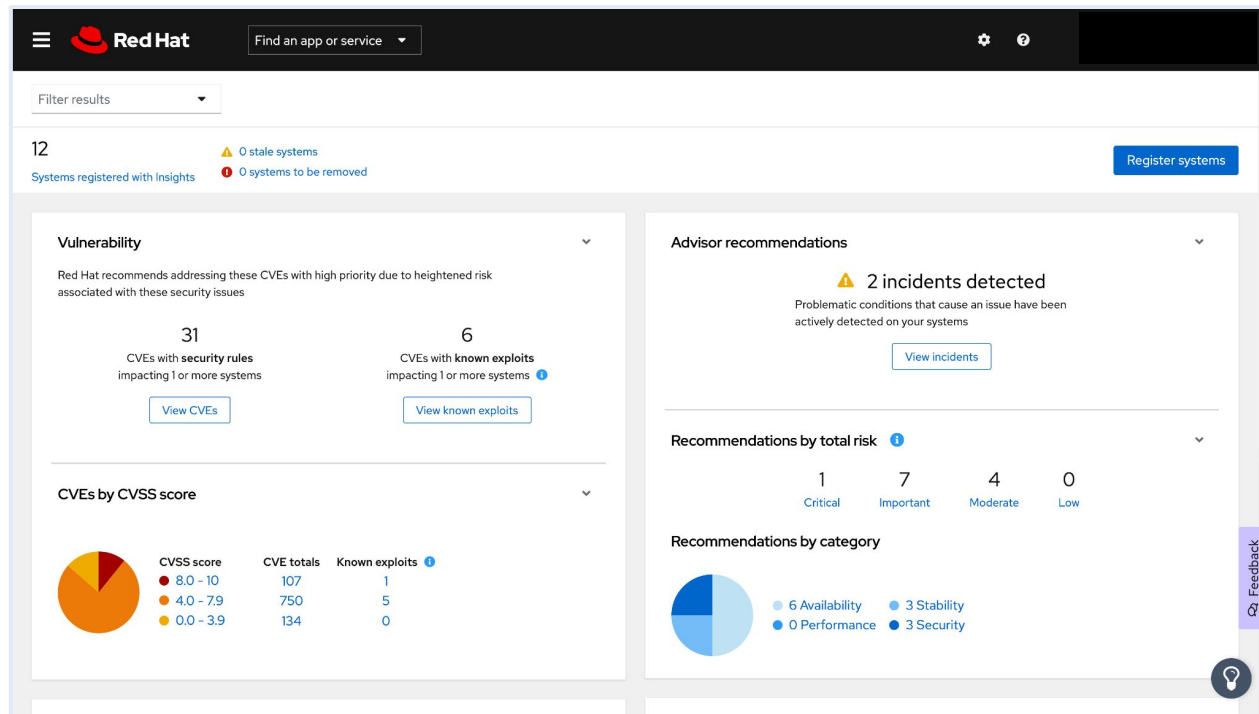 Red Hat
Find an app or service
Filter results
12
Systems registered with Insights
0 stale systems
0 systems to be removed
Register systems
Vulnerability
Red Hat recommends addressing these CVEs with high priority due to heightened risk
associated with these security issues
31
CVEs with security rules
impacting 1 or more systems
View CVEs
6
CVEs with known exploits
impacting 1 or more systems
View known exploits
CVEs by CVSS score
CVSS score CVE totals Known exploits
8.0 - 10 107 1
4.0 - 7.9 750 5
0.0 - 3.9 134 0
Advisor recommendations
2 incidents detected
Problematic conditions that cause an issue have been
actively detected on your systems
View incidents
Recommendations by total risk
1 7 4 0
Critical Important Moderate Low
Recommendations by category
6 Availability 3 Stability
0 Performance 3 Security
Feedback